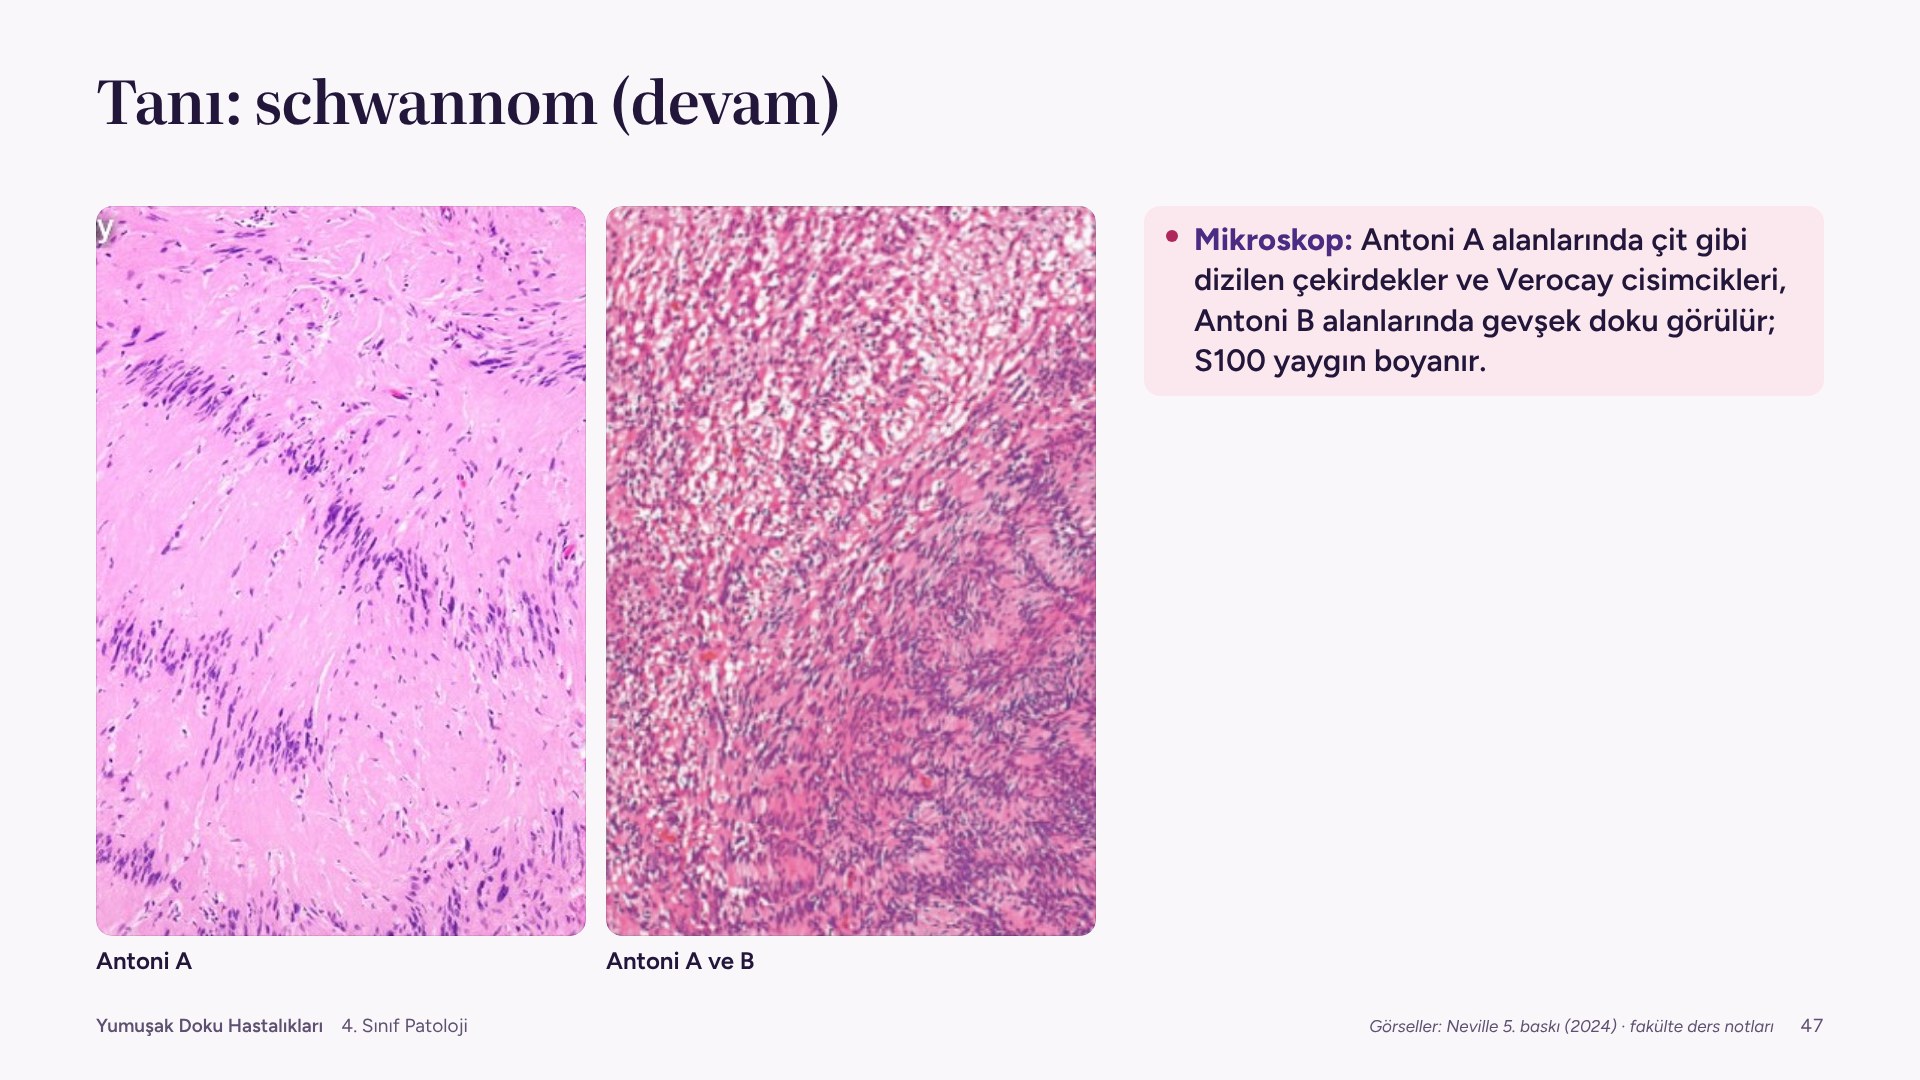 Tanı: schwannom (devam)
y
Mikroskop: Antoni A alanlarında çit gibi
dizilen çekirdekler ve Verocay cisimcikleri,
Antoni B alanlarında gevşek doku görülür;
S100 yaygın boyanır.
Antoni A
Antoni A ve B
Yumuşak Doku Hastalıkları 4. Sınıf Patoloji
Görseller: Neville 5. baskı (2024) · fakülte ders notları 47